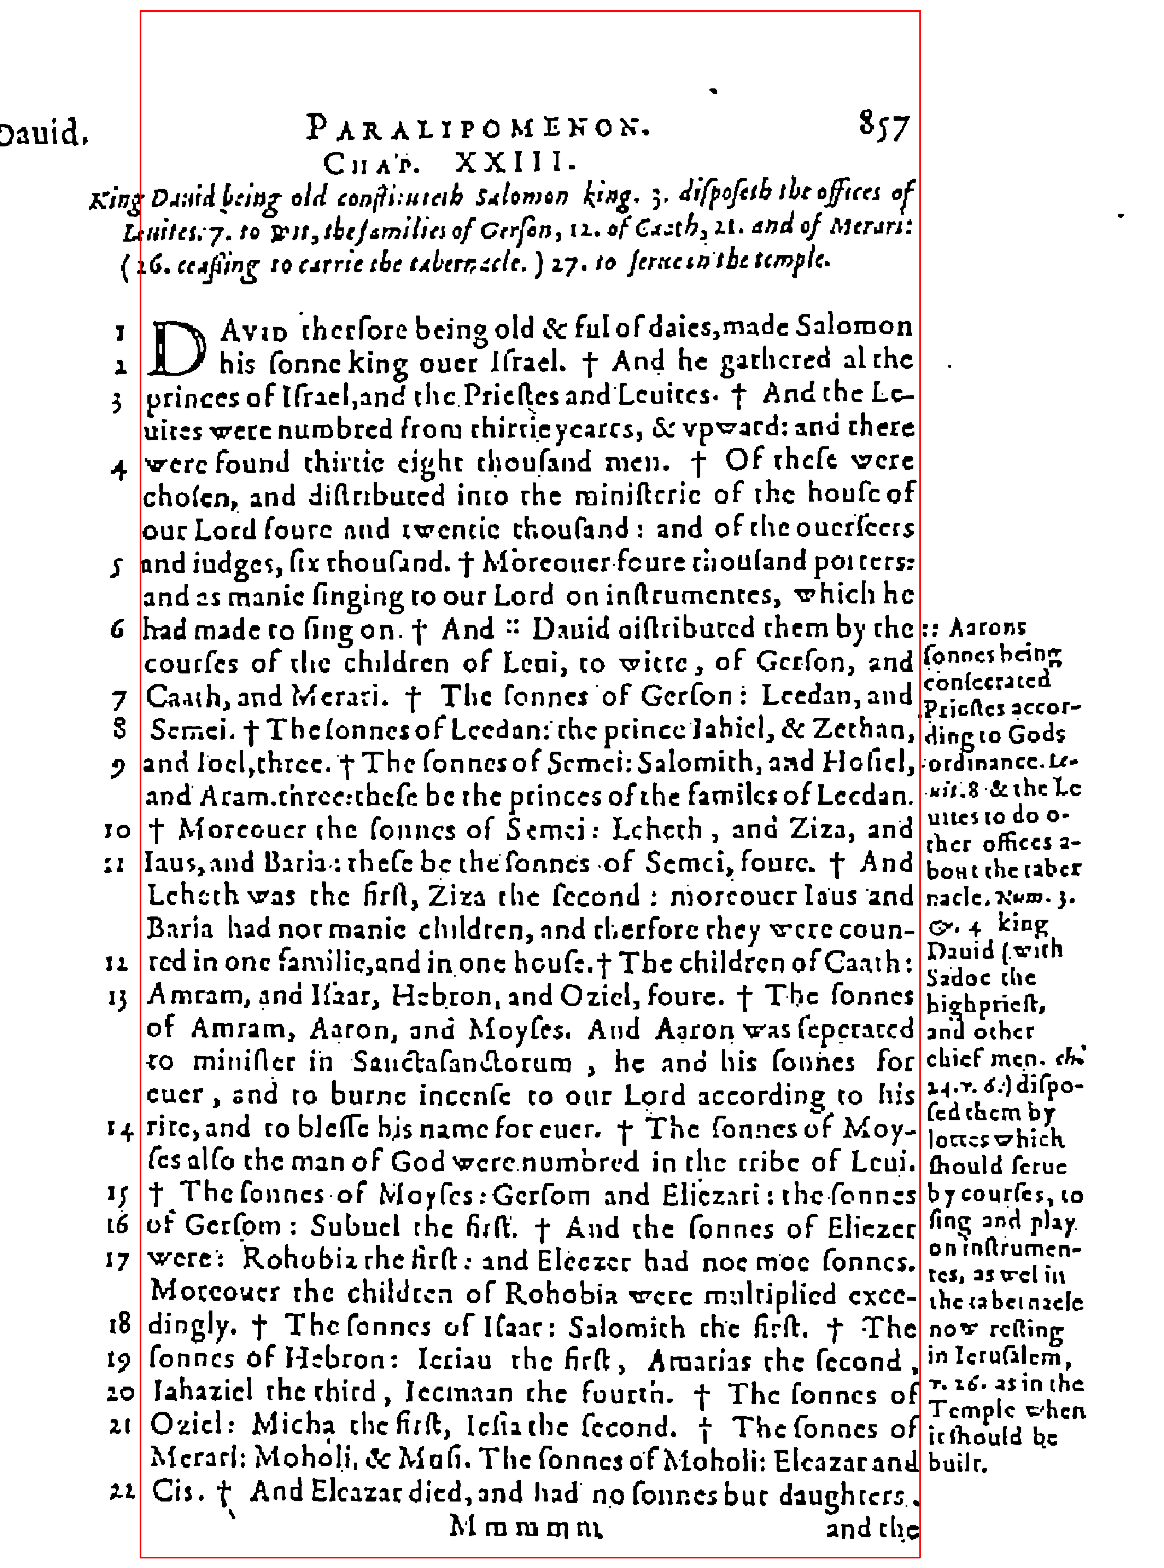 Dauid. PARALIPOMENON. 857
CHAP. XXIII.
King Dauid being old constituteth Salomon king. 3. disposeth the offices of
Leuites: 7. to wit, the families of Gerson, 12. of Caath, 21. and of Merari:
(26. ceassing to carrie the tabernacle.) 27. to serue in the temple.
1 DAVID therfore being old & ful of daies, made Salomon
2 his sonne king ouer Israel. † And he gathered al the
3 princes of Israel, and the Priestes and Leuites. † And the Le-
uites were numbred from thirtie yeares, & vpward: and there
4 were found thirtie eight thousand men. † Of these were
chosen, and distributed into the ministerie of the house of
our Lord foure and twentie thousand: and of the ouerseers
5 and iudges, six thousand. † Moreouer foure thousand porters:
and as manie singing to our Lord on instrumentes, which he
6 had made to sing on. † And :: Dauid distributed them by the
courses of the children of Leui, to witte, of Gerson, and
7 Caath, and Merari. † The sonnes of Gerson: Leedan, and
8 Semei. † The sonnes of Leedan: the prince Iahiel, & Zethan,
9 and Ioel, three. † The sonnes of Semei: Salomith, and Hosiel,
and Aram. three: these be the princes of the familes of Leedan.
10 † Moreouer the sonnes of Semei: Leheth, and Ziza, and
11 Iaus, and Baria: these be the sonnes of Semei, foure. † And
Leheth was the first, Ziza the second: moreouer Iaus and
Baria had not manie children, and therfore they were coun-
12 ted in one familie, and in one house. † The children of Caath:
13 Amram, and Isaar, Hebron, and Oziel, foure. † The sonnes
of Amram, Aaron, and Moyses. And Aaron was seperated
to minister in Sanctasanctorum, he and his sonnes for
euer, and to burne incense to our Lord according to his
14 rite, and to blesse his name for euer. † The sonnes of Moy-
ses also the man of God were numbred in the tribe of Leui.
15 † The sonnes of Moyses: Gersom and Eliezari: the sonnes
16 of Gersom: Subuel the first. † And the sonnes of Eliezer
17 were: Rohobia the first: and Eleezer had noe moe sonnes.
Moreouer the children of Rohobia were multiplied exce-
18 dingly. † The sonnes of Isaar: Salomith the first. † The
19 sonnes of Hebron: Ieriau the first, Amarias the second,
20 Iahaziel the third, Iecmaan the fourth. † The sonnes of
21 Oziel: Micha the first, Iesia the second. † The sonnes of
Merari: Moholi, & Musi. The sonnes of Moholi: Eleazar and
22 Cis. † And Eleazar died, and had no sonnes but daughters.
Mmmmm and the
:: Aarons
sonnes being
consecrated
Priestes accor-
ding to Gods
ordinance. Le-
uit. 8 & the Le
uites to do o-
ther offices a-
bout the taber
nacle. Num. 3.
&. 4 king
Dauid (with
Sadoc the
highpriest,
and other
chief men. ch.
24. v. 6.) dispo-
sed them by
lottes which
should serue
by courses, to
sing and play
on instrumen-
tes, as wel in
the tabernacle
now resting
in Ierusalem,
v. 26. as in the
Temple when
it should be
built.